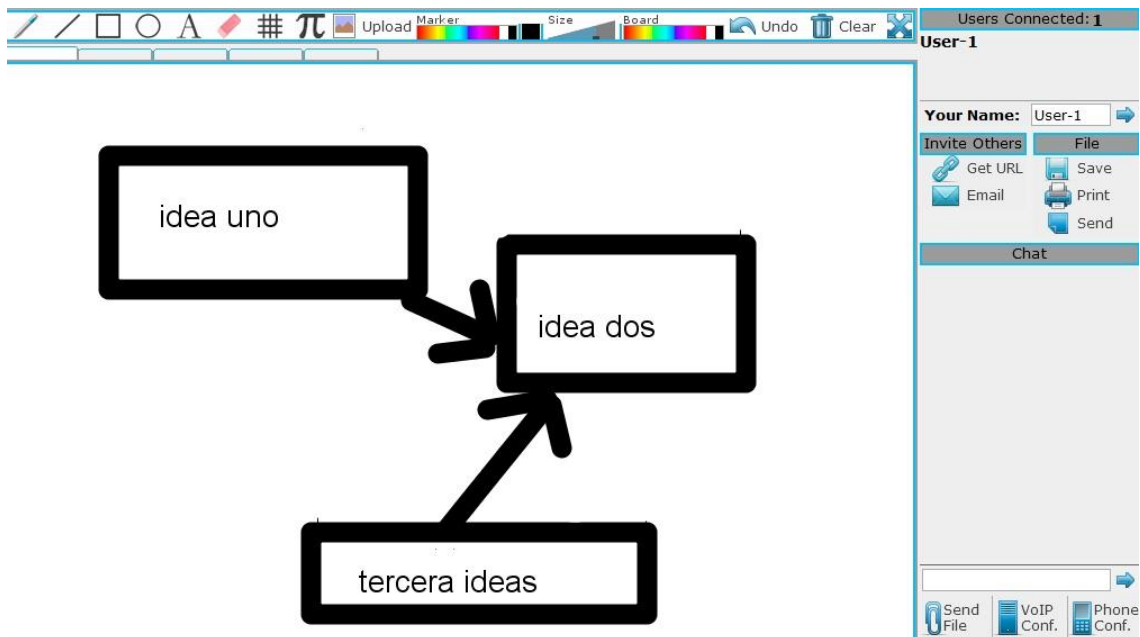 Upload Marker Size Board Undo Clear
Users Connected: 1
User-1
Your Name: User-1
Invite Others File
Get URL Save
Email Print
Send
Chat
idea uno
idea dos
tercera ideas
Send File
VoIP Conf.
Phone Conf.